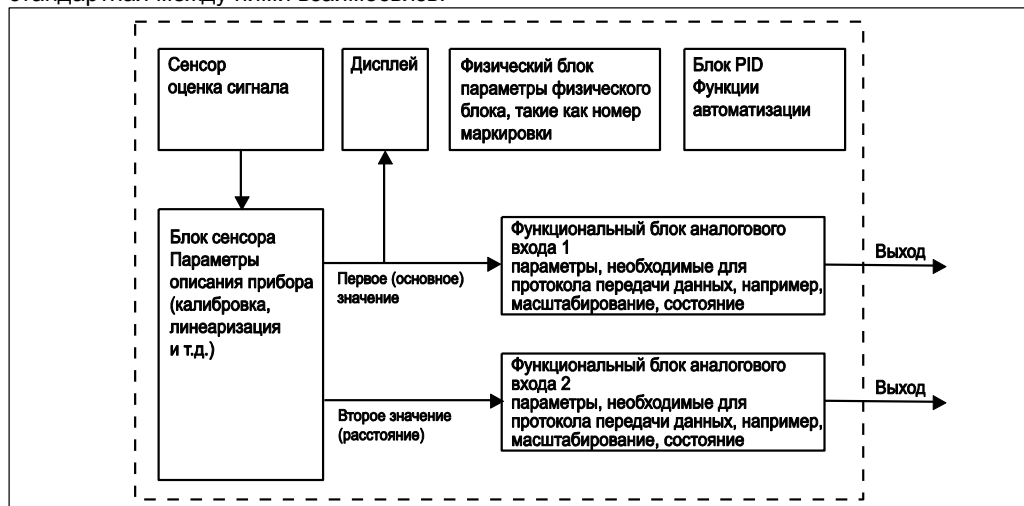 Сенсор
оценка сигнала
Дисплей
Физический блок
параметры физического
блока, такие как номер
маркировки
Блок PID
Функции
автоматизации
Блок сенсора
Параметры
описания прибора
(калибровка,
линеаризация
и т.д.)
Первое (основное)
значение
Функциональный блок аналогового
входа 1
параметры, необходимые для
протокола передачи данных, например,
масштабирование, состояние
Выход
Второе значение
(расстояние)
Функциональный блок аналогового
входа 2
параметры, необходимые для
протокола передачи данных, например,
масштабирование, состояние
Выход